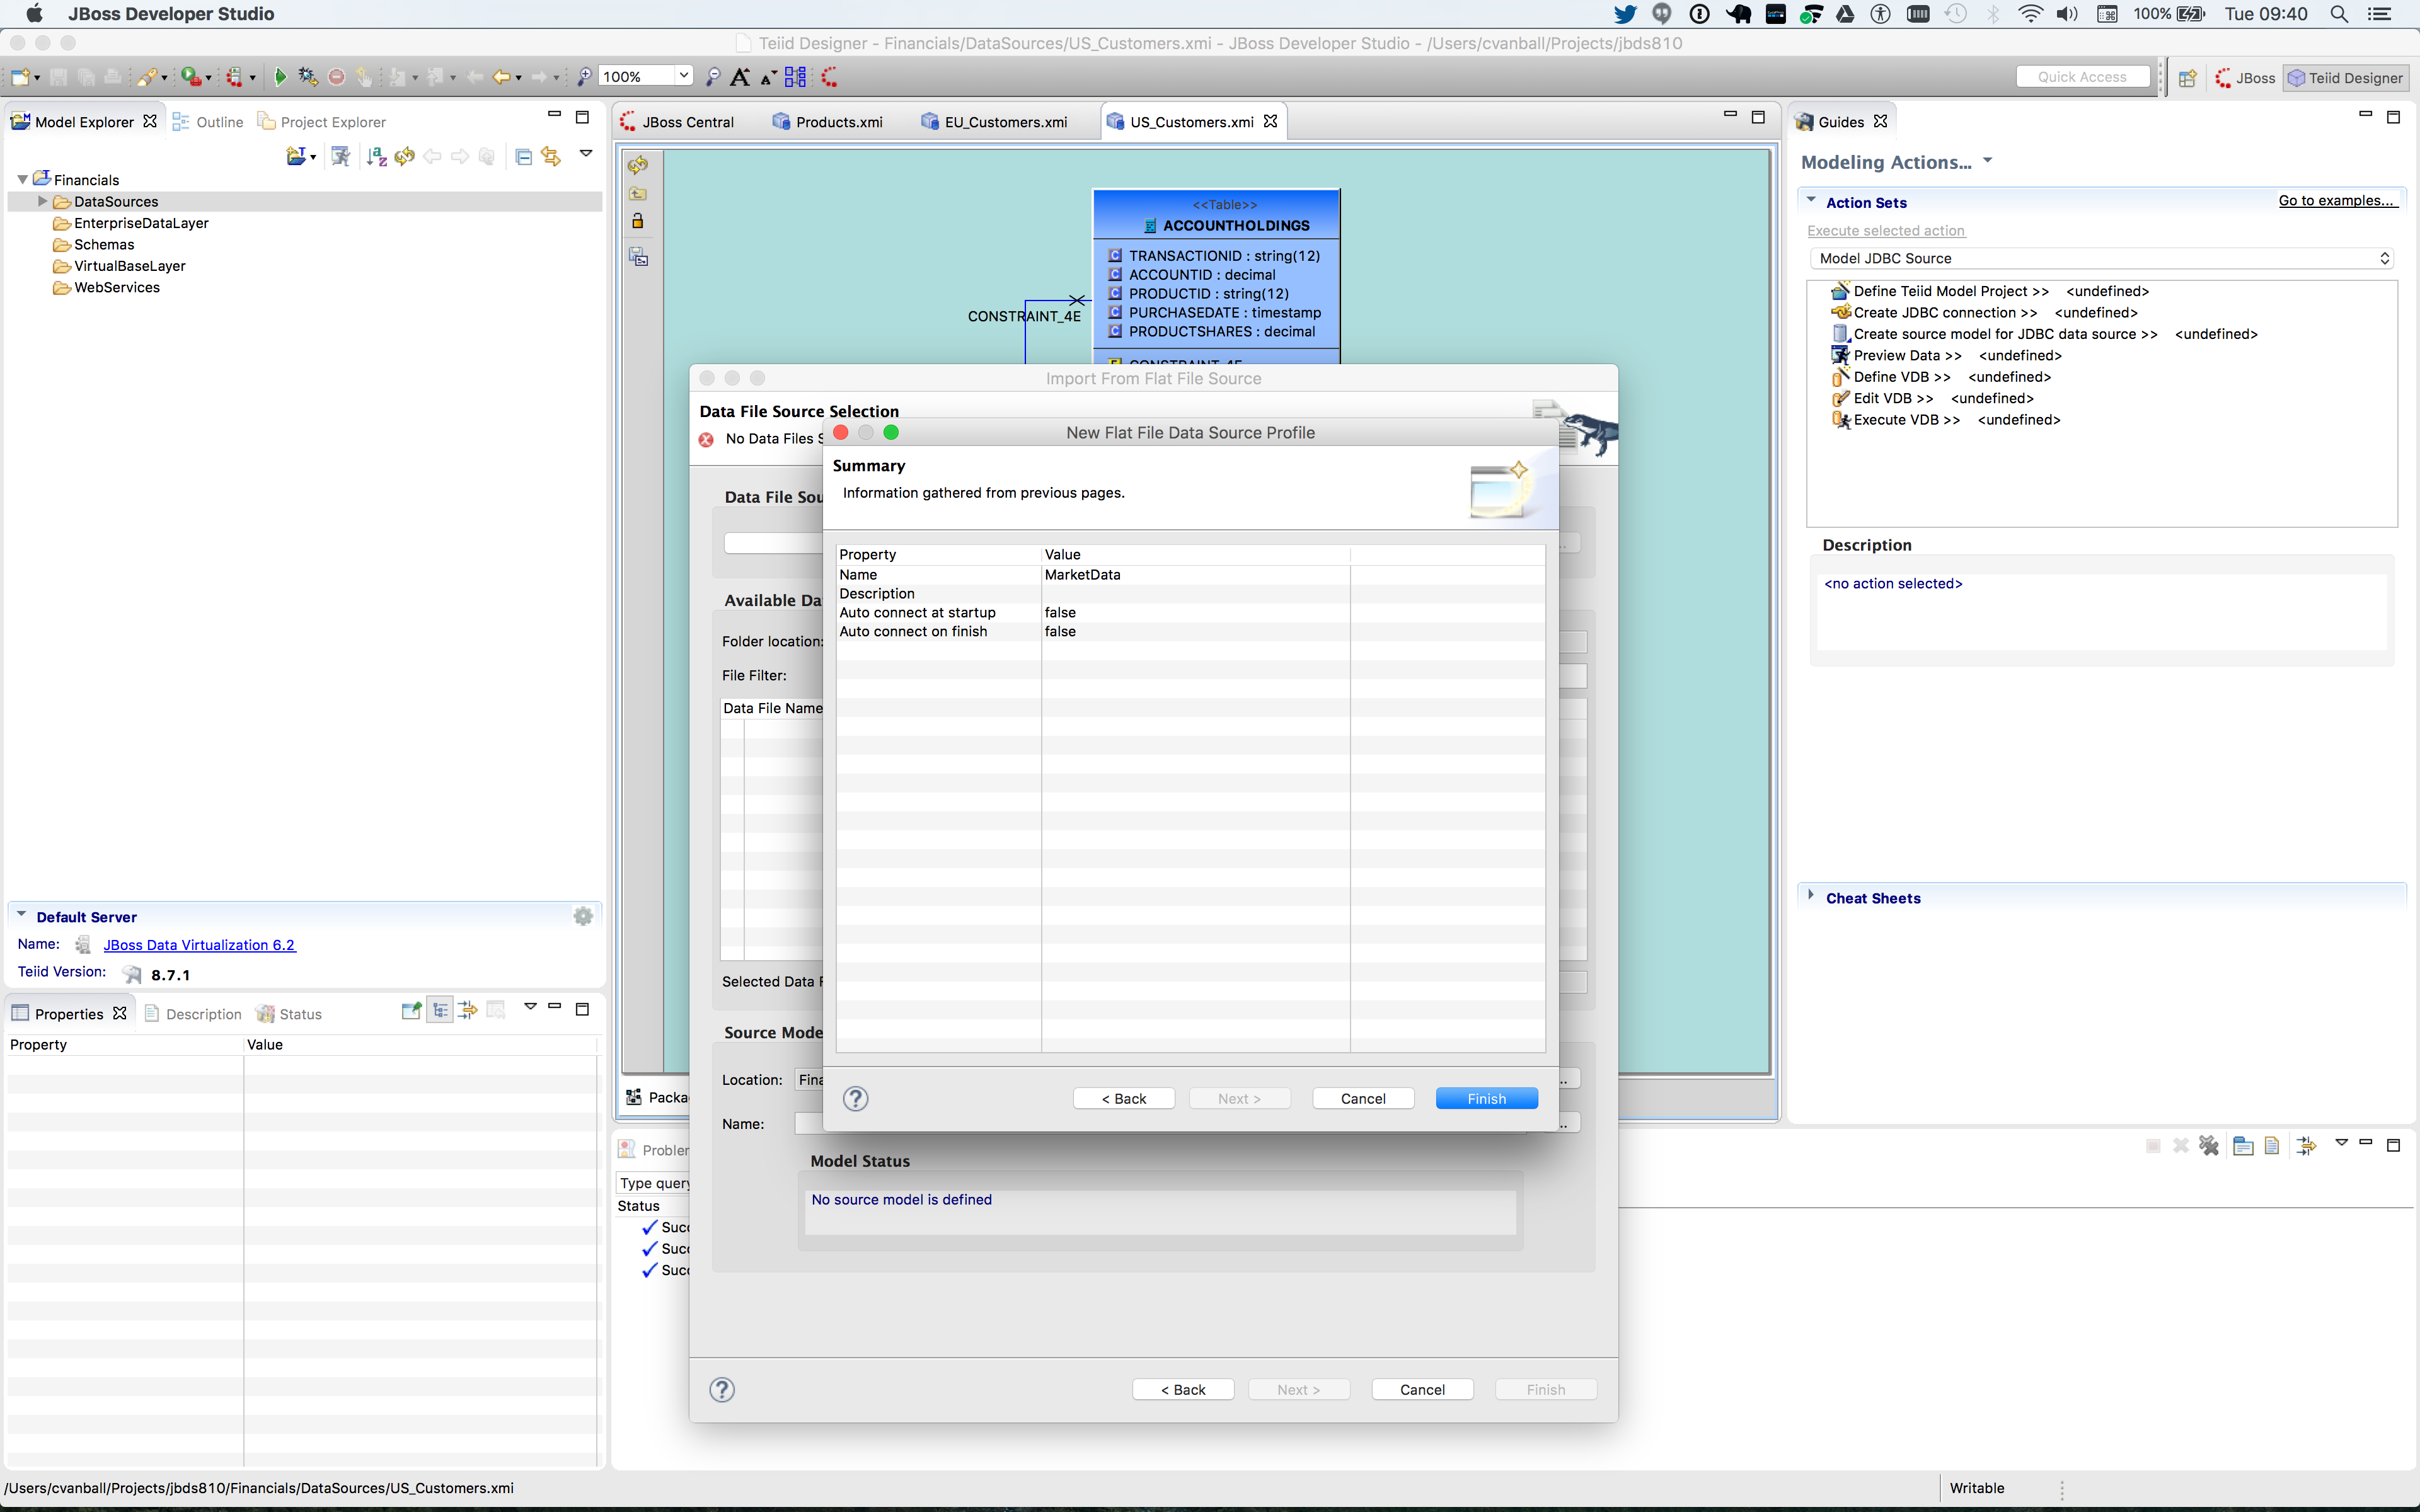 JBoss Developer Studio
100%
Tue 09:40
Teiid Designer - Financials/DataSources/US_Customers.xmi - JBoss Developer Studio - /Users/cvanball/Projects/jbds810
100%
Quick Access
JBoss
Teiid Designer
Model Explorer
Outline
Project Explorer
Financials
DataSources
EnterpriseDataLayer
Schemas
VirtualBaseLayer
WebServices
Default Server
Name:
JBoss Data Virtualization 6.2
Teiid Version:
8.7.1
Properties
Description
Status
Property
Value
JBoss Central
Products.xmi
EU_Customers.xmi
US_Customers.xmi
<<Table>>
ACCOUNTHOLDINGS
TRANSACTIONID : string(12)
ACCOUNTID : decimal
PRODUCTID : string(12)
PURCHASEDATE : timestamp
PRODUCTSHARES : decimal
CONSTRAINT_4E
CONSTRAINT_4E
Import From Flat File Source
Data File Source Selection
No Data Files S
Data File Sou
Available Da
Folder location:
File Filter:
Data File Name
Selected Data F
Source Mode
Location:
Fina
Name:
Model Status
No source model is defined
< Back
Next >
Cancel
Finish
New Flat File Data Source Profile
Summary
Information gathered from previous pages.
Property
Value
Name
MarketData
Description
Auto connect at startup
false
Auto connect on finish
false
< Back
Next >
Cancel
Finish
Packa
Probler
Type query
Status
Succ
Succ
Succ
Guides
Modeling Actions...
Action Sets
Go to examples...
Execute selected action
Model JDBC Source
Define Teiid Model Project >> <undefined>
Create JDBC connection >> <undefined>
Create source model for JDBC data source >> <undefined>
Preview Data >> <undefined>
Define VDB >> <undefined>
Edit VDB >> <undefined>
Execute VDB >> <undefined>
Description
<no action selected>
Cheat Sheets
/Users/cvanball/Projects/jbds810/Financials/DataSources/US_Customers.xmi
Writable